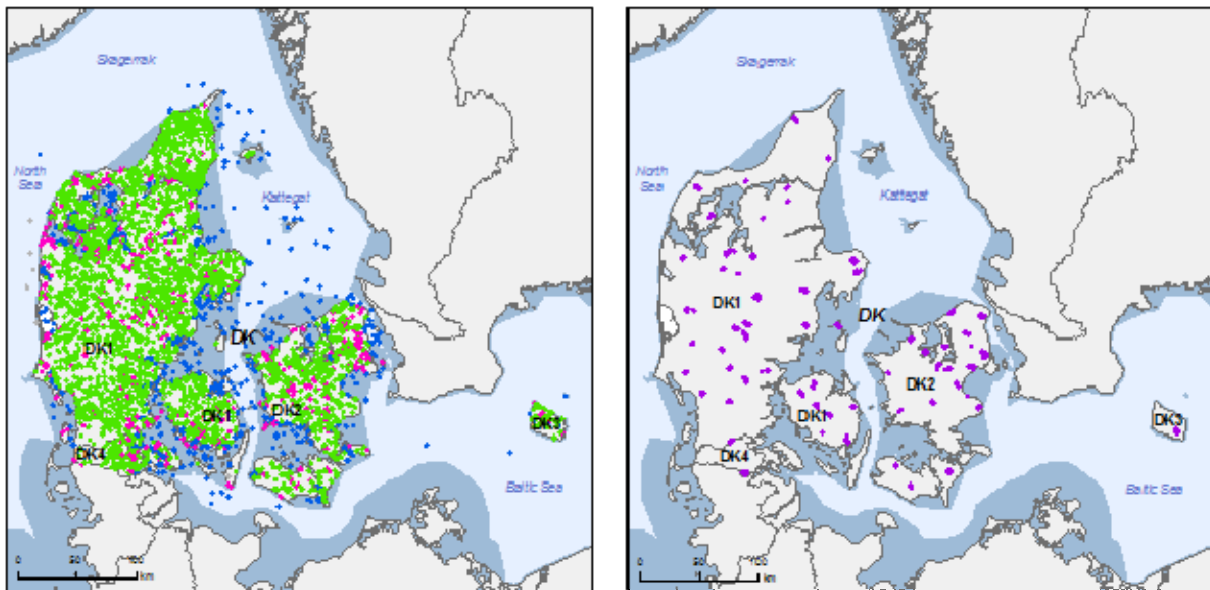 Skagerrak
North
Sea
Kattegat
DK
DK1
DK1
DK2
DK3
DK4
Baltic Sea
0 50 100
km
Skagerrak
North
Sea
Kattegat
DK1
DK
DK2
DK1
DK3
DK4
Baltic Sea
0 50 100
km